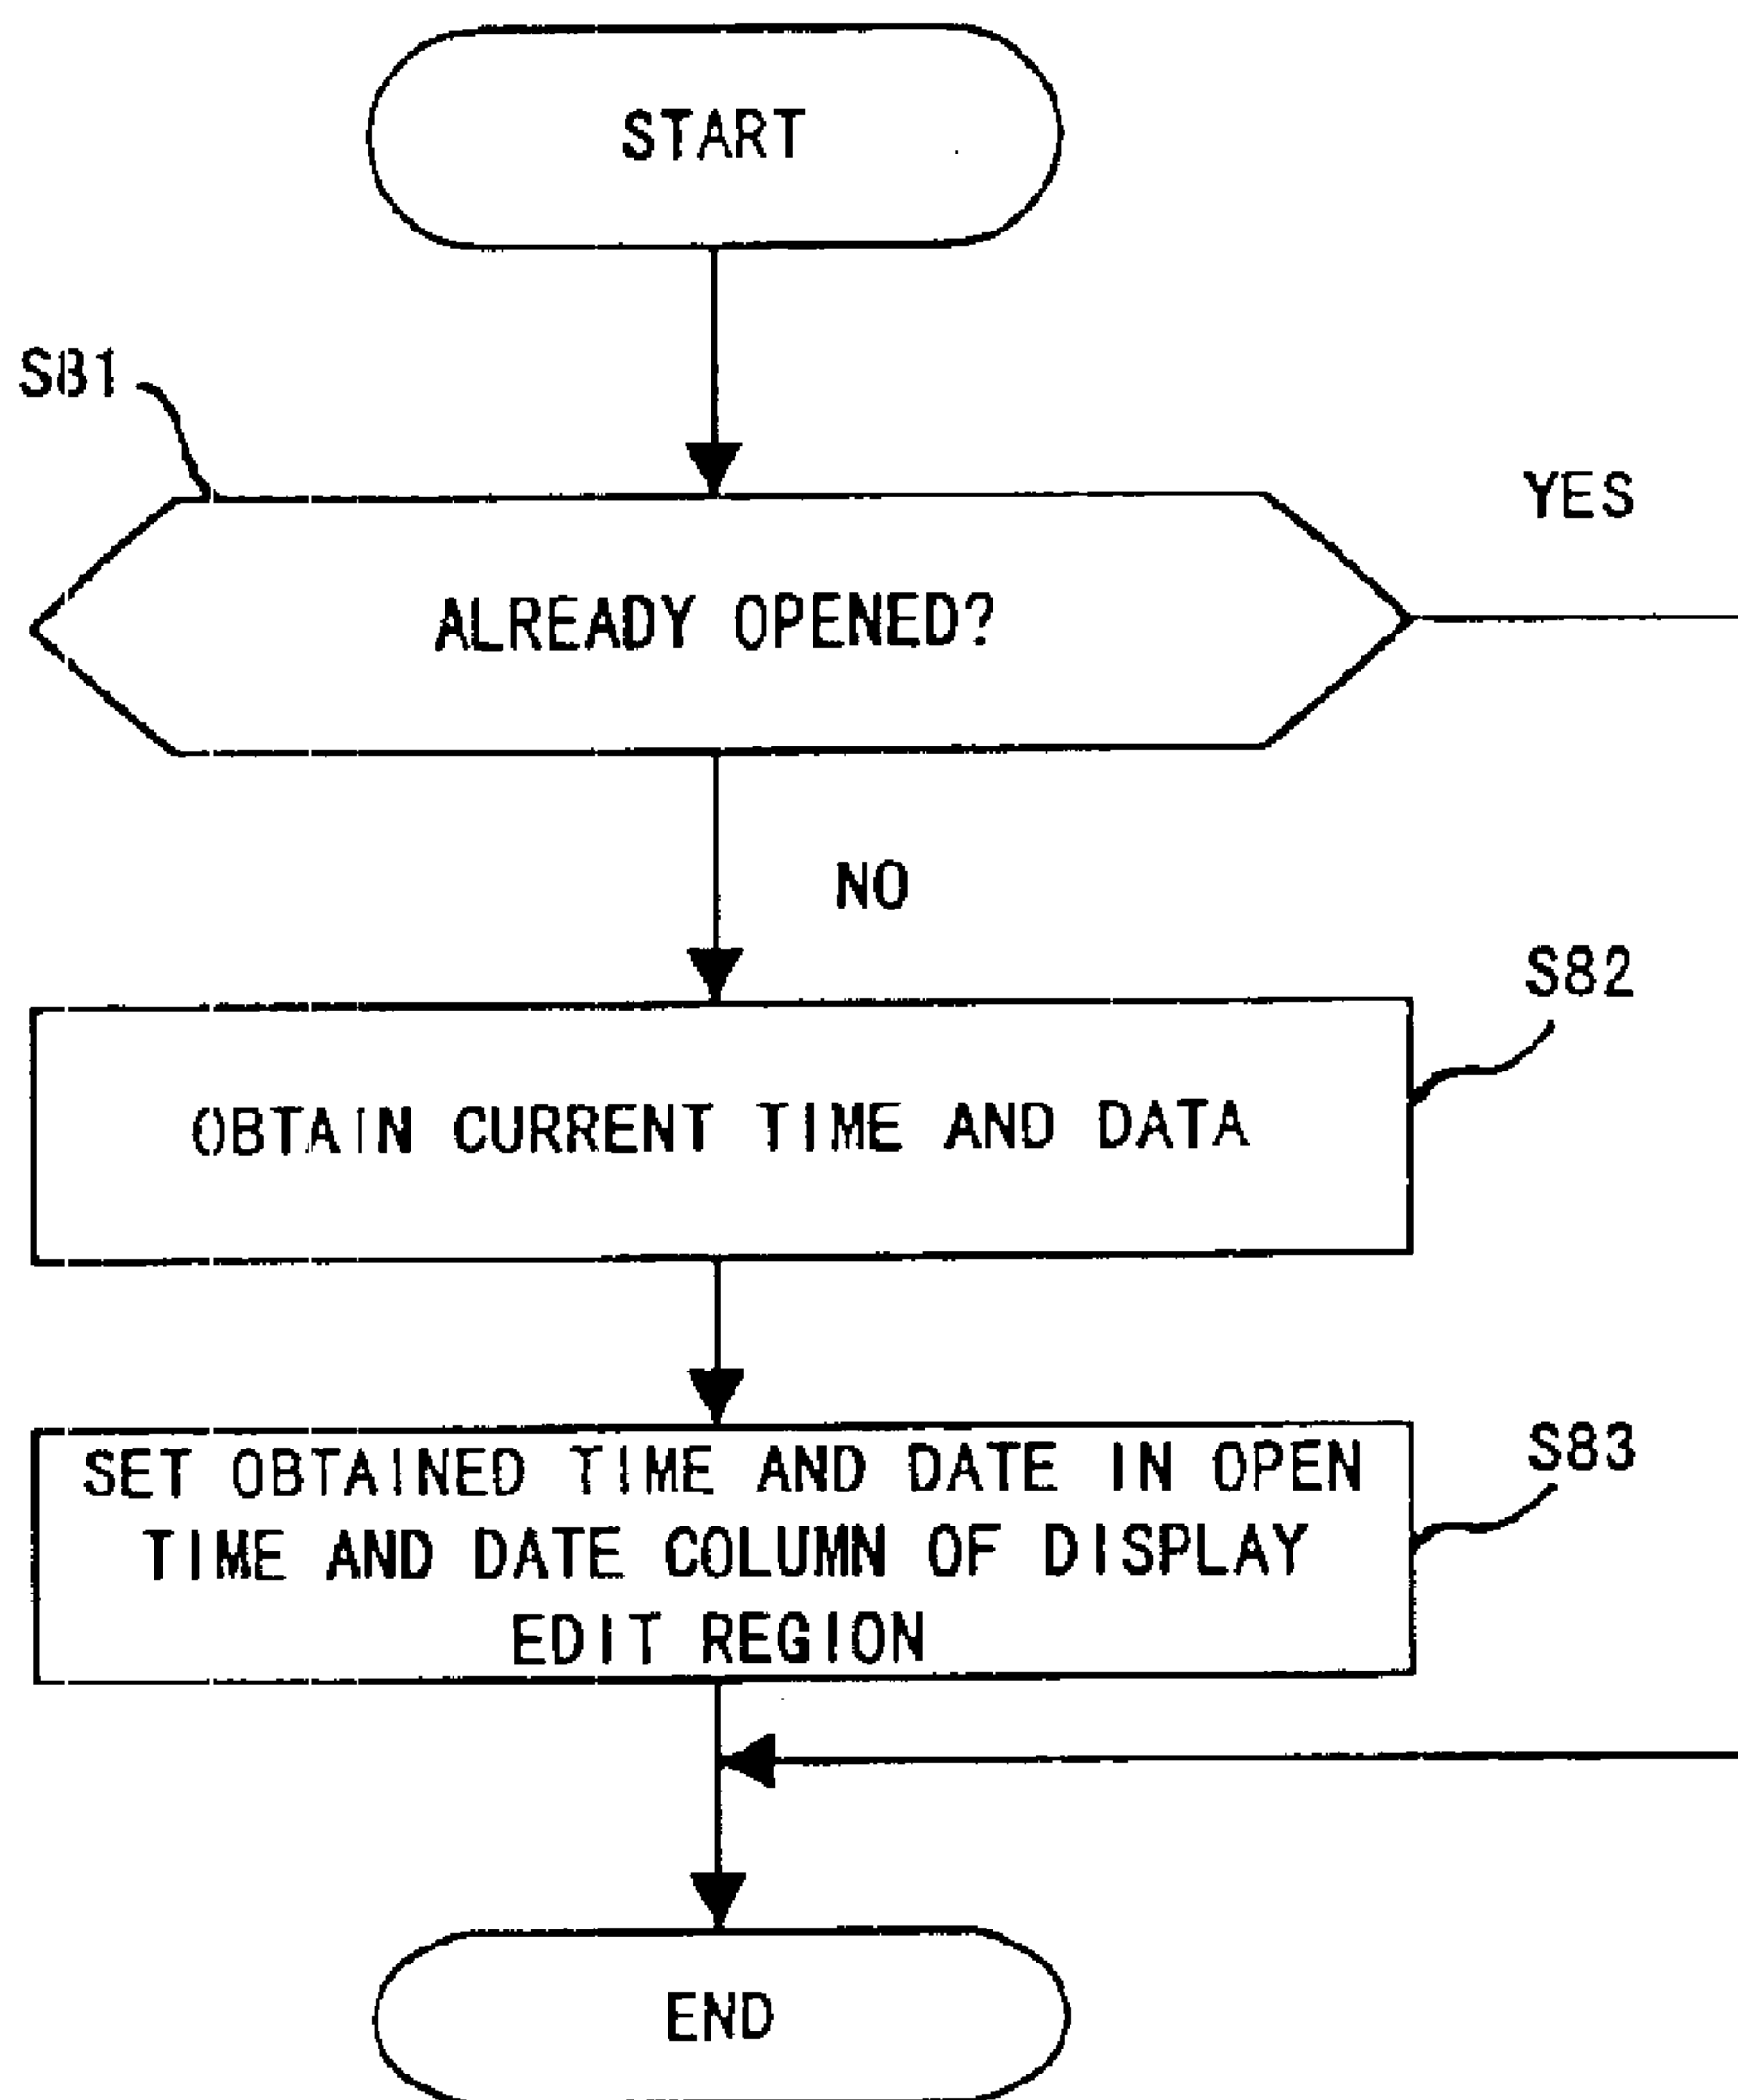 START
S81
YES
ALREADY OPENED?
NO
S82
OBTAIN CURRENT TIME AND DATA
S83
SET OBTAINED TIME AND DATE IN OPEN
TIME AND DATE COLUMN OF DISPLAY
EDIT REGION
END